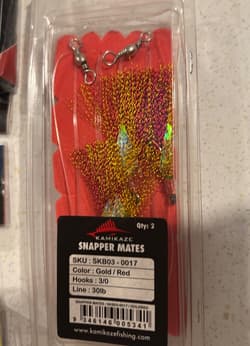 Qty: 2
KAMIKAZE
SNAPPER MATES
SKU : SKB03 - 0017
Color : Gold / Red
Hooks : 3/0
Line : 30lb
9346146005341
www.kamikazefishing.com